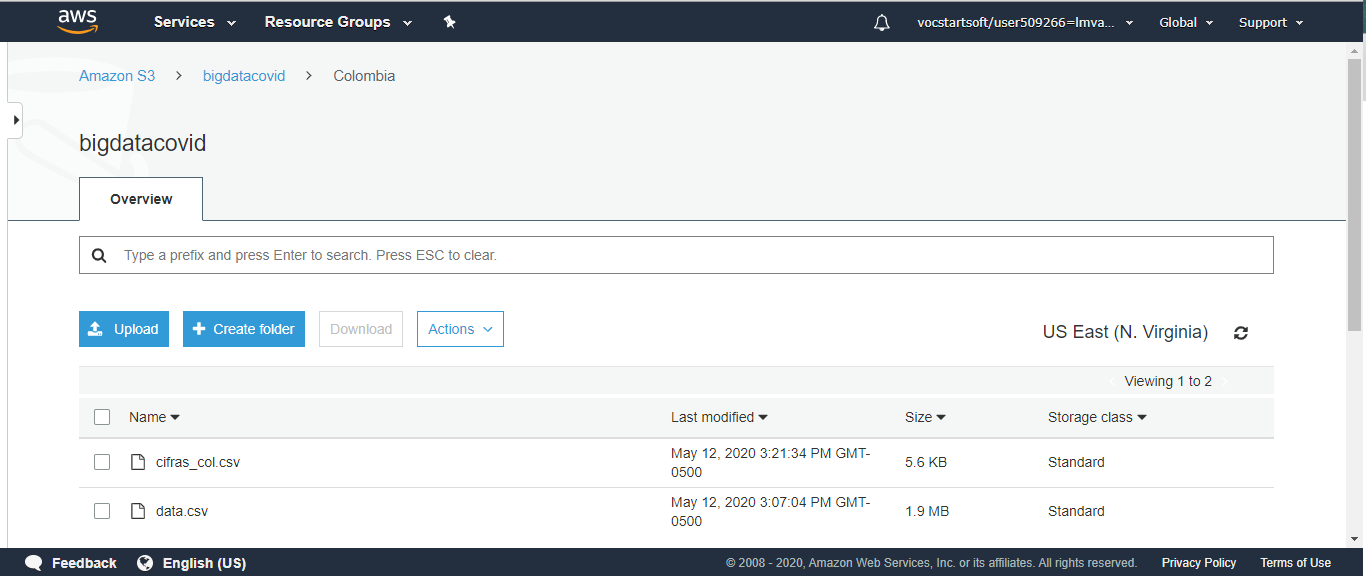 aws Services Resource Groups vocstartsoft/user509266=lmva... Global Support
Amazon S3 > bigdatacovid > Colombia
bigdatacovid
Overview
Type a prefix and press Enter to search. Press ESC to clear.
Upload Create folder Download Actions US East (N. Virginia)
Viewing 1 to 2
Name Last modified Size Storage class
cifras_col.csv May 12, 2020 3:21:34 PM GMT-
0500 5.6 KB Standard
data.csv May 12, 2020 3:07:04 PM GMT-
0500 1.9 MB Standard
Feedback English (US) © 2008 - 2020, Amazon Web Services, Inc. or its affiliates. All rights reserved. Privacy Policy Terms of Use